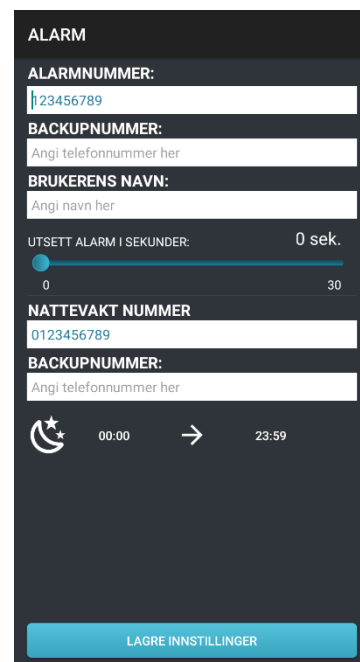 ALARM
ALARMNUMMER:
123456789
BACKUPNUMMER:
Angi telefonnummer her
BRUKERENS NAVN:
Angi navn her
UTSETT ALARM I SEKUNDER: 0 sek.
0 30
NATTEVAKT NUMMER
0123456789
BACKUPNUMMER:
Angi telefonnummer her
00:00 → 23:59
LAGRE INNSTILLINGER